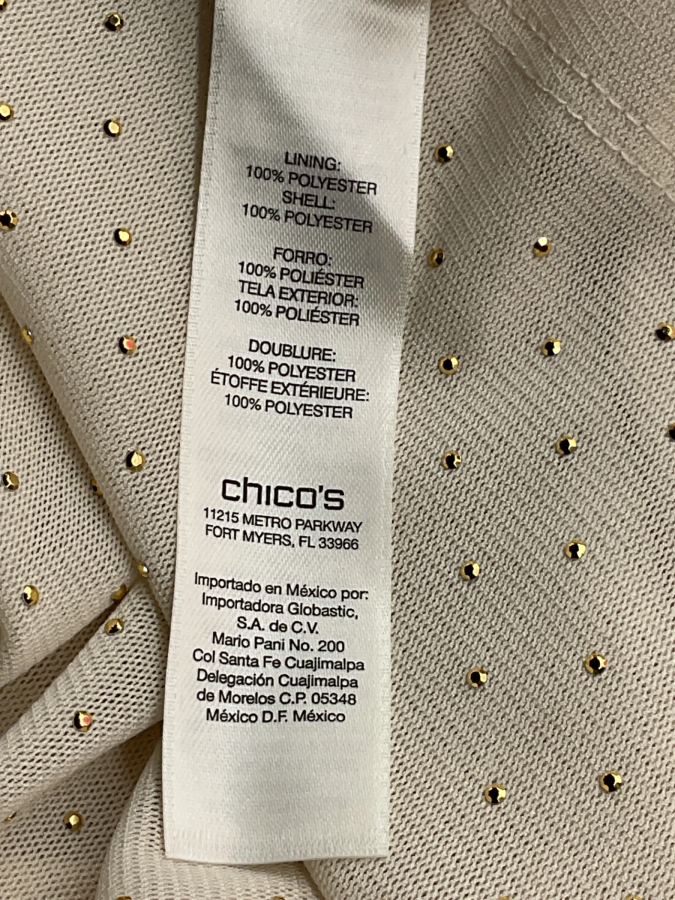 LINING:
100% POLYESTER
SHELL:
100% POLYESTER
FORRO:
100% POLIÉSTER
TELA EXTERIOR:
100% POLIÉSTER
DOUBLURE:
100% POLYESTER
ÉTOFFE EXTÉRIEURE:
100% POLYESTER
chico's
11215 METRO PARKWAY
FORT MYERS, FL 33966
Importado en México por:
Importadora Globastic,
S.A. de C.V.
Mario Pani No. 200
Col Santa Fe Cuajimalpa
Delegación Cuajimalpa
de Morelos C.P. 05348
México D.F. México